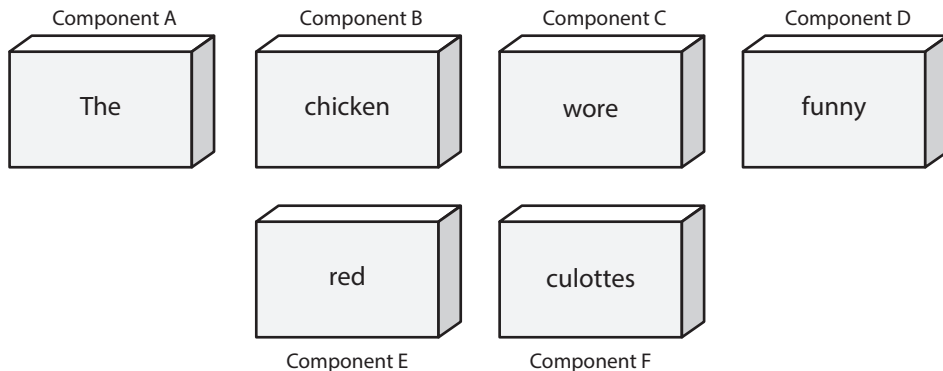 Component A Component B Component C Component D
The chicken wore funny
red culottes
Component E Component F